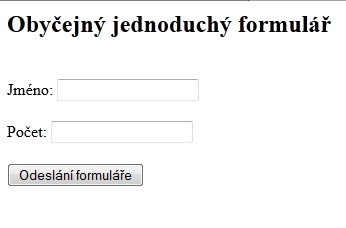 Obyčejný jednoduchý formulář
Jméno:
Počet:
Odeslání formuláře